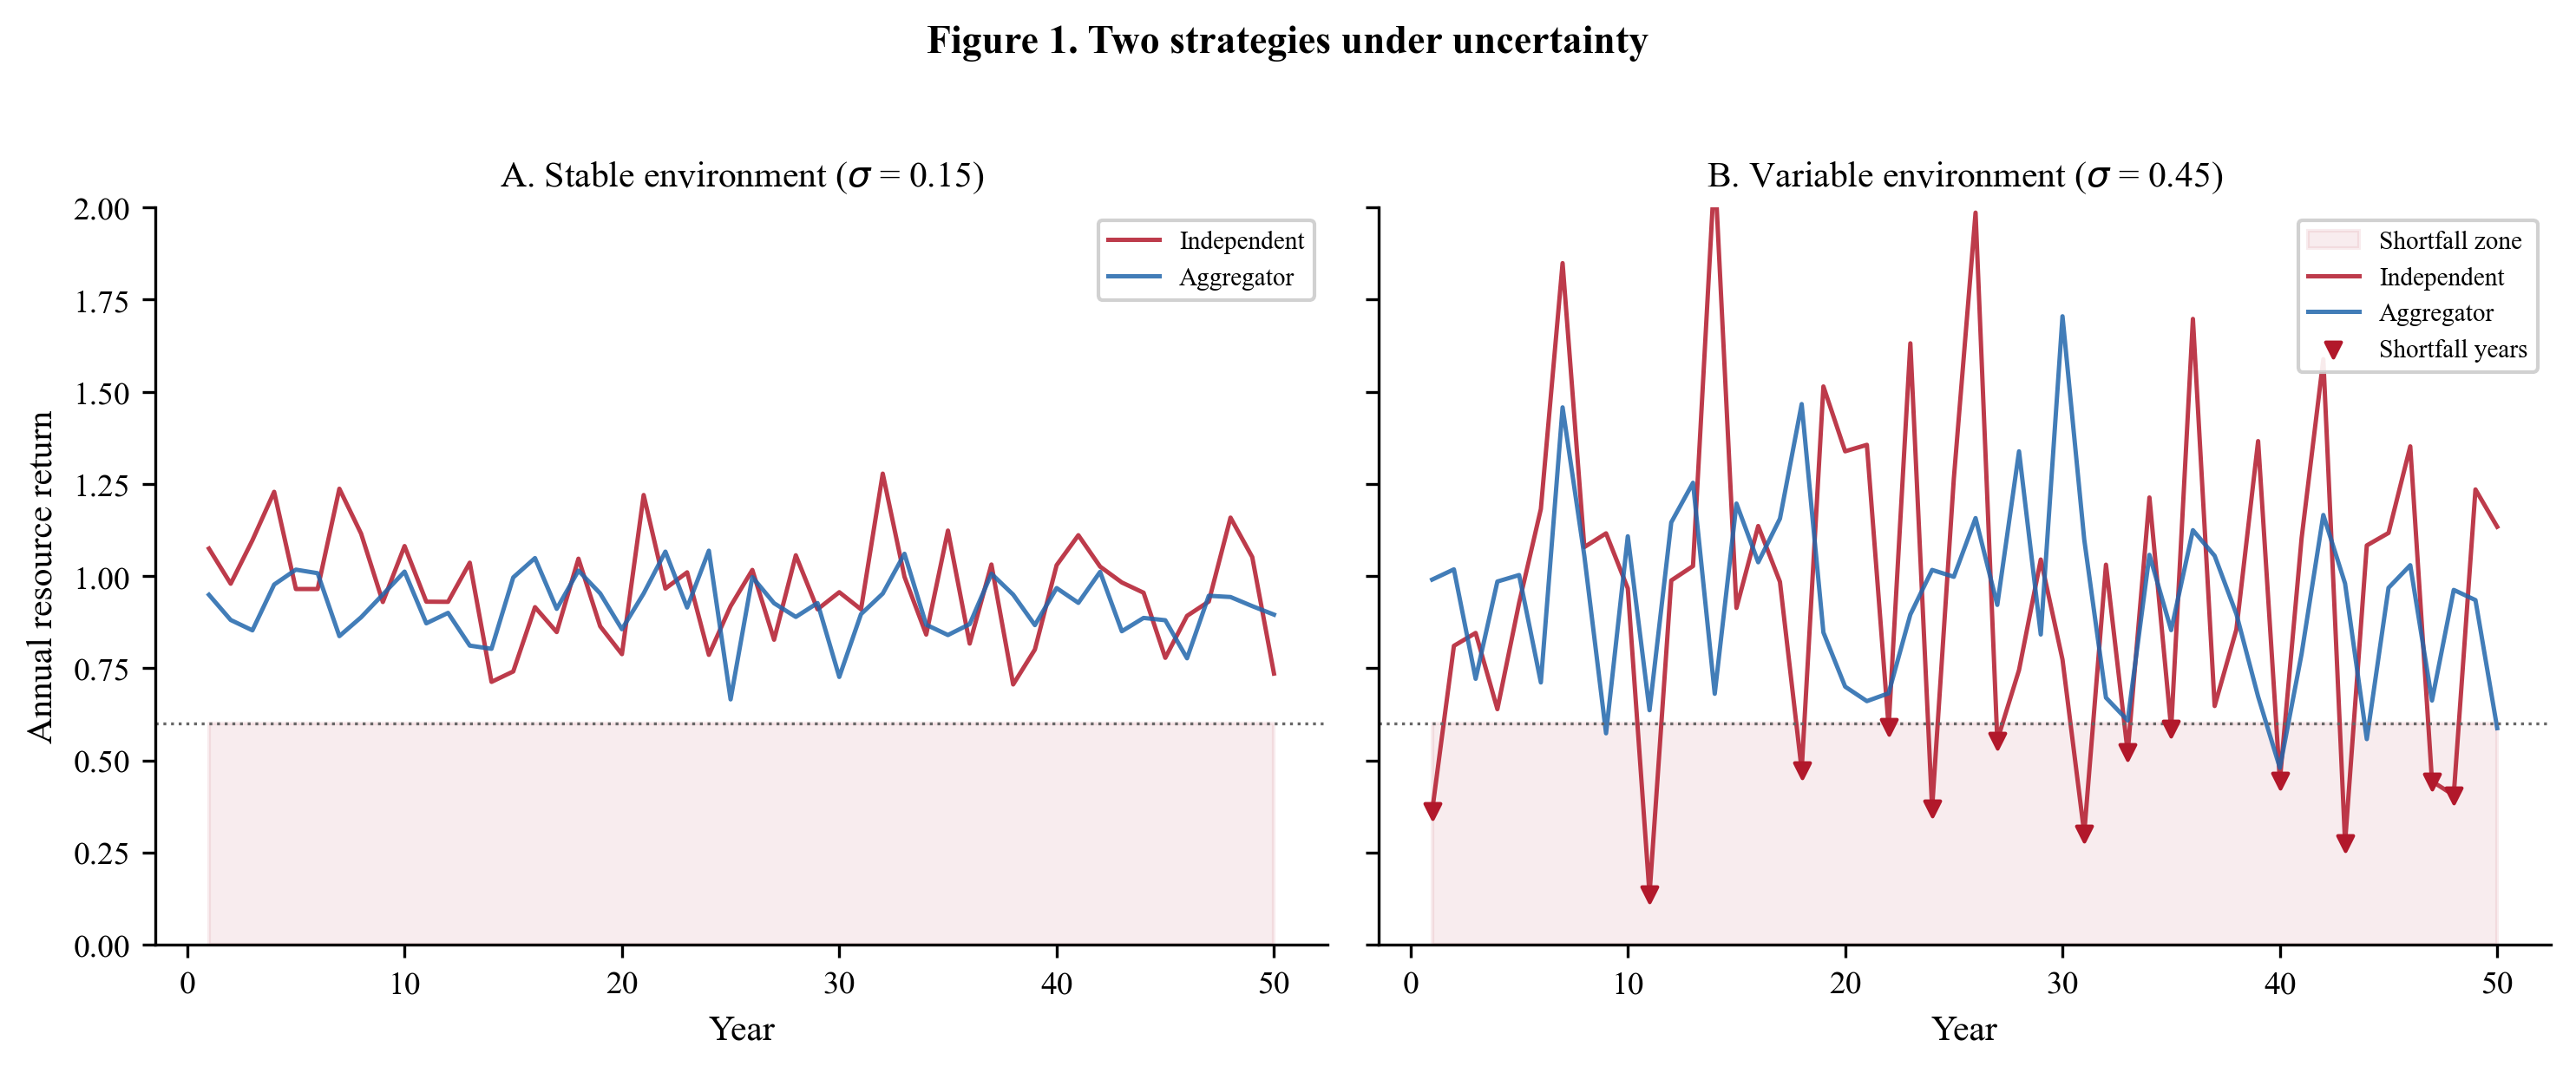 Figure 1. Two strategies under uncertainty
A. Stable environment (σ = 0.15)
B. Variable environment (σ = 0.45)
Annual resource return
2.00
1.75
1.50
1.25
1.00
0.75
0.50
0.25
0.00
Independent
Aggregator
0
10
20
30
40
50
Year
Shortfall zone
Independent
Aggregator
Shortfall years
0
10
20
30
40
50
Year